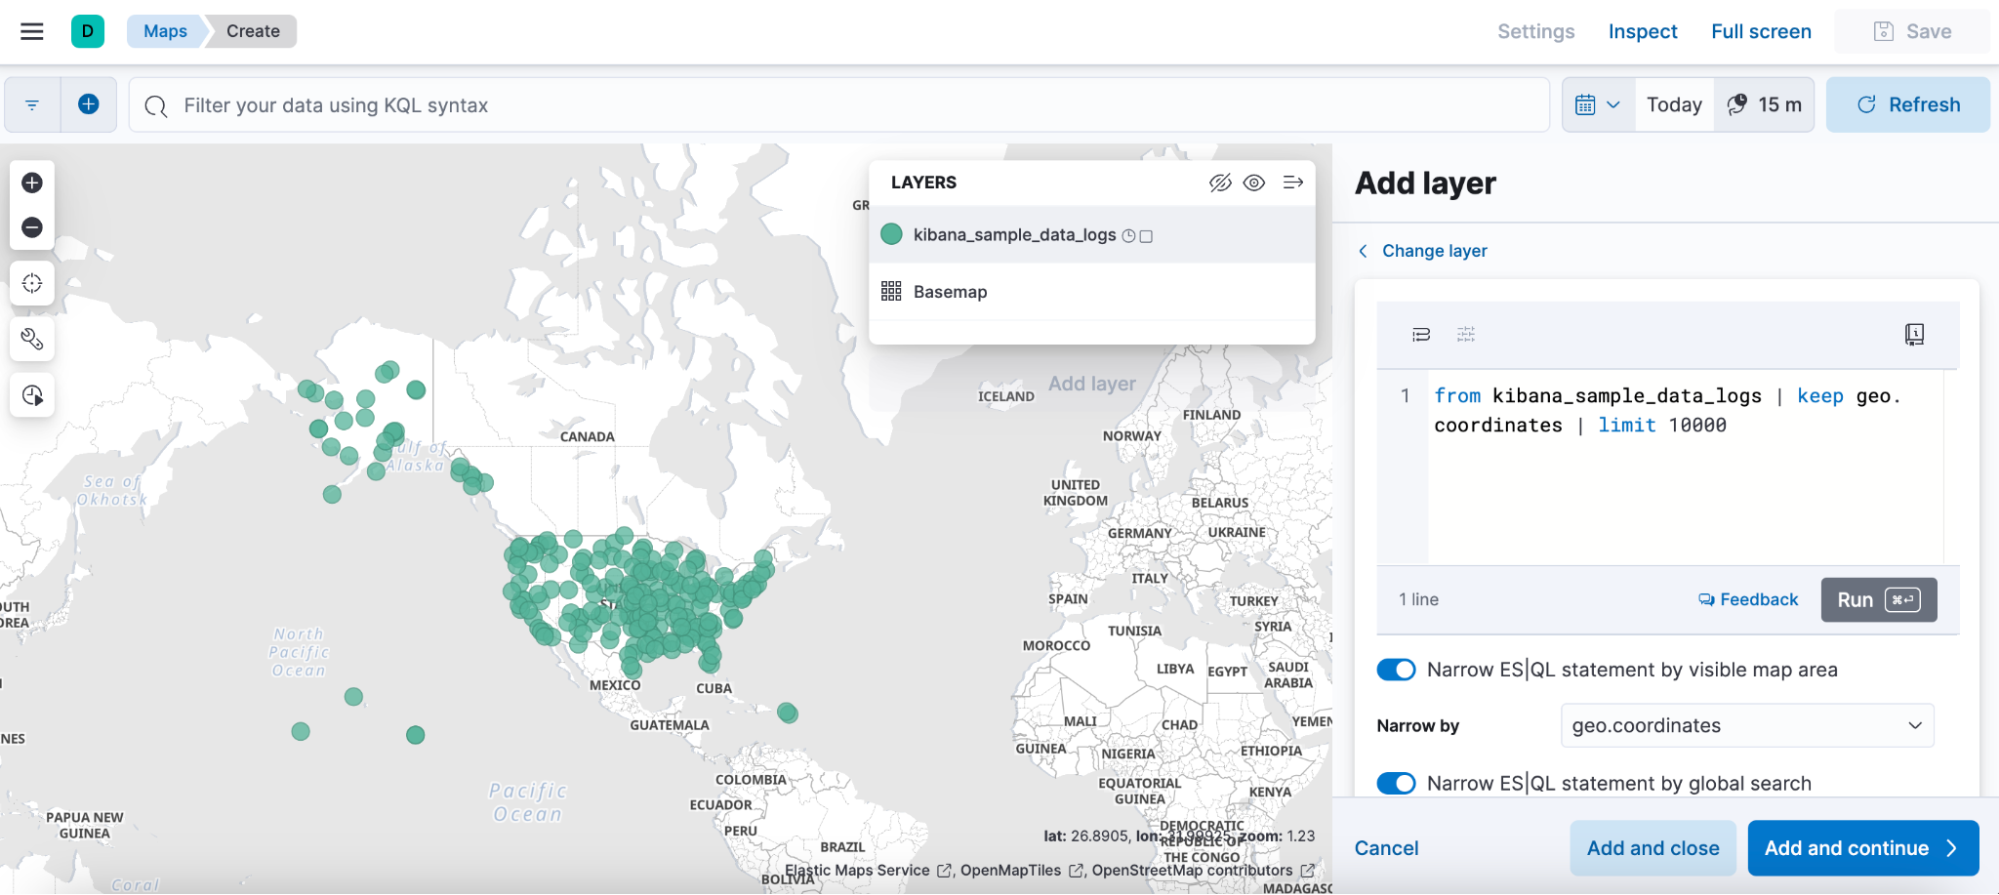 D Maps Create Settings Inspect Full screen Save
Filter your data using KQL syntax Today 15 m Refresh
LAYERS
kibana_sample_data_logs
Basemap
Add layer
Add layer
Change layer
1 from kibana_sample_data_logs | keep geo.
coordinates | limit 10000
1 line Feedback Run ⌘⏎
Narrow ES|QL statement by visible map area
Narrow by geo.coordinates
Narrow ES|QL statement by global search
Cancel Add and close Add and continue
GR
ICELAND
FINLAND
NORWAY
CANADA
Gulf of
Alaska
Sea of
Okhotsk
UNITED
KINGDOM
BELARUS
GERMANY
UKRAINE
ITALY
SPAIN
TURKEY
SYRIA
TUNISIA
MOROCCO
LIBYA
EGYPT
SAUDI
ARABIA
OUTH
OREA
North
Pacific
Ocean
MEXICO
CUBA
GUATEMALA
MALI
CHAD
YEMEN
NES
GUINEA
NIGERIA
ETHIOPIA
COLOMBIA
EQUATORIAL
GUINEA
KENYA
ECUADOR
Pacific
Ocean
PAPUA NEW
GUINEA
PERU
BRAZIL
DEMOCRATIC
REPUBLIC OF
THE CONGO
lat: 26.8905, lon: 31.99925, zoom: 1.23
Elastic Maps Service , OpenMapTiles , OpenStreetMap contributors
BOLIVIA
MADAGASC
Coral